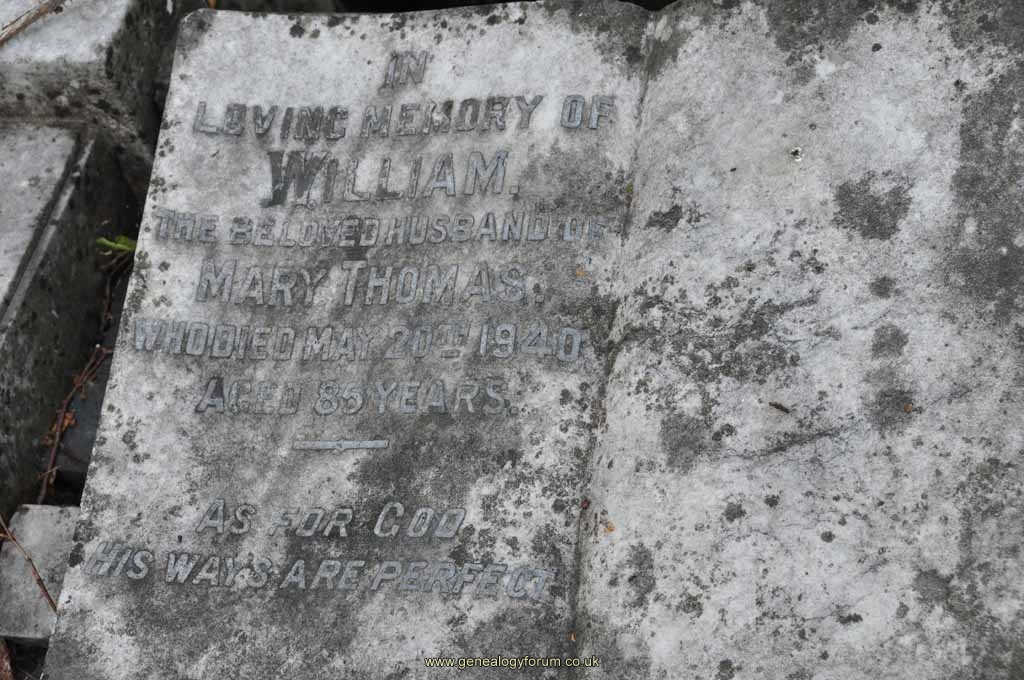 IN
LOVING MEMORY OF
WILLIAM.
THE BELOVED HUSBAND OF
MARY THOMAS.
WHO DIED MAY 20TH 1940,
AGED 85 YEARS.
AS FOR GOD
HIS WAYS ARE PERFECT
www.genealogyforum.co.uk